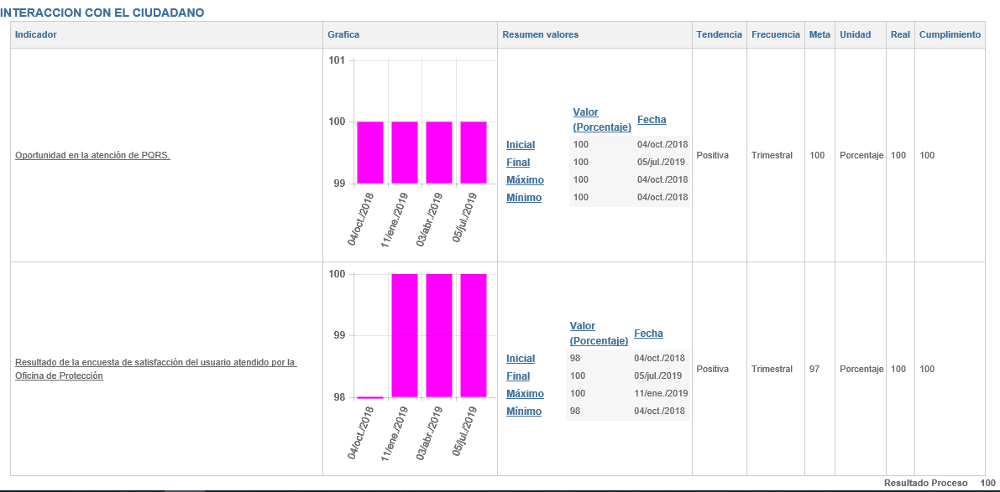 INTERACCION CON EL CIUDADANO
Indicador Grafica Resumen valores Tendencia Frecuencia Meta Unidad Real Cumplimiento
Oportunidad en la atención de PQRS.
101
100
99
04/oct./2018 11/ene./2019 03/abr./2019 05/jul./2019
Valor (Porcentaje) Fecha
Inicial 100 04/oct./2018
Final 100 05/jul./2019
Máximo 100 04/oct./2018
Mínimo 100 04/oct./2018
Positiva Trimestral 100 Porcentaje 100 100
Resultado de la encuesta de satisfacción del usuario atendido por la
Oficina de Protección
100
99
98
04/oct./2018 11/ene./2019 03/abr./2019 05/jul./2019
Valor (Porcentaje) Fecha
Inicial 98 04/oct./2018
Final 100 05/jul./2019
Máximo 100 11/ene./2019
Mínimo 98 04/oct./2018
Positiva Trimestral 97 Porcentaje 100 100
Resultado Proceso 100